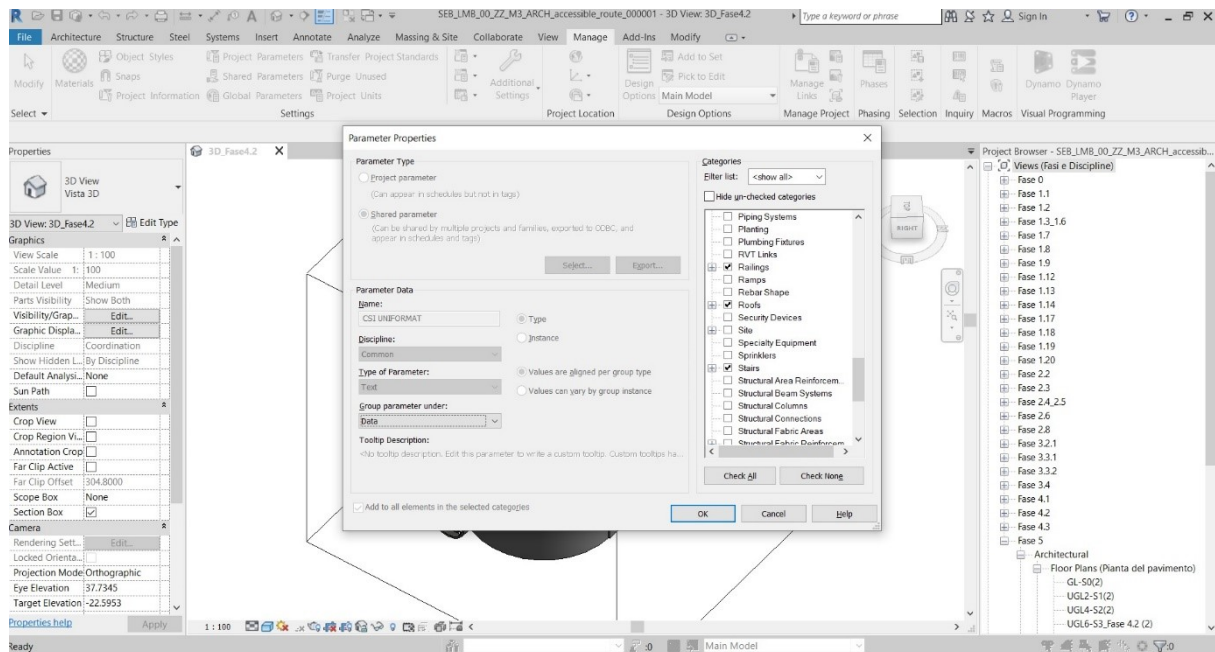 SEB_LMB_00_ZZ_M3_ARCH_accessible_route_000001 - 3D View: 3D_Fase4.2
Type a keyword or phrase
Sign In
File Architecture Structure Steel Systems Insert Annotate Analyze Massing & Site Collaborate View Manage Add-Ins Modify
Modify
Materials
Object Styles
Snaps
Project Information
Project Parameters
Shared Parameters
Global Parameters
Transfer Project Standards
Purge Unused
Project Units
Additional Settings
Design Options
Add to Set
Pick to Edit
Main Model
Manage Links
Phases
Dynamo
Dynamo Player
Select
Settings
Project Location
Design Options
Manage Project
Phasing
Selection
Inquiry
Macros
Visual Programming
Properties
3D View
Vista 3D
3D View: 3D_Fase4.2
Edit Type
Graphics
View Scale 1 : 100
Scale Value 1: 100
Detail Level Medium
Parts Visibility Show Both
Visibility/Grap... Edit...
Graphic Displa... Edit...
Discipline Coordination
Show Hidden L... By Discipline
Default Analysi... None
Sun Path
Extents
Crop View
Crop Region Vi...
Annotation Crop
Far Clip Active
Far Clip Offset 304.8000
Scope Box None
Section Box
Camera
Rendering Sett... Edit...
Locked Orienta...
Projection Mode Orthographic
Eye Elevation 37.7345
Target Elevation -22.5953
Properties help
Apply
3D_Fase4.2
Parameter Properties
Parameter Type
Project parameter
(Can appear in schedules but not in tags)
Shared parameter
(Can be shared by multiple projects and families, exported to ODBC, and
appear in schedules and tags)
Select...
Export...
Parameter Data
Name:
CSI UNIFORMAT
Type
Discipline:
Instance
Common
Type of Parameter:
Values are aligned per group type
Text
Values can vary by group instance
Group parameter under:
Data
Tooltip Description:
<No tooltip description. Edit this parameter to write a custom tooltip. Custom tooltips ha...
Add to all elements in the selected categories
Categories
Filter list: <show all>
Hide un-checked categories
Piping Systems
Planting
Plumbing Fixtures
RVT Links
Railings
Ramps
Rebar Shape
Roofs
Security Devices
Site
Specialty Equipment
Sprinklers
Stairs
Structural Area Reinforcem...
Structural Beam Systems
Structural Columns
Structural Connections
Structural Fabric Areas
Structural Fabric Reinforcem
Check All
Check None
OK
Cancel
Help
RIGHT
Project Browser - SEB_LMB_00_ZZ_M3_ARCH_accessib...
Views (Fasi e Discipline)
Fase 0
Fase 1.1
Fase 1.2
Fase 1.3_1.6
Fase 1.7
Fase 1.8
Fase 1.9
Fase 1.12
Fase 1.13
Fase 1.14
Fase 1.17
Fase 1.18
Fase 1.19
Fase 1.20
Fase 2.2
Fase 2.3
Fase 2.4_2.5
Fase 2.6
Fase 2.8
Fase 3.2.1
Fase 3.3.1
Fase 3.3.2
Fase 3.4
Fase 4.1
Fase 4.2
Fase 4.3
Fase 5
Architectural
Floor Plans (Pianta del pavimento)
GL-S0(2)
UGL2-S1(2)
UGL4-S2(2)
UGL6-S3_Fase 4.2 (2)
1 : 100
Ready
:0
Main Model
:0